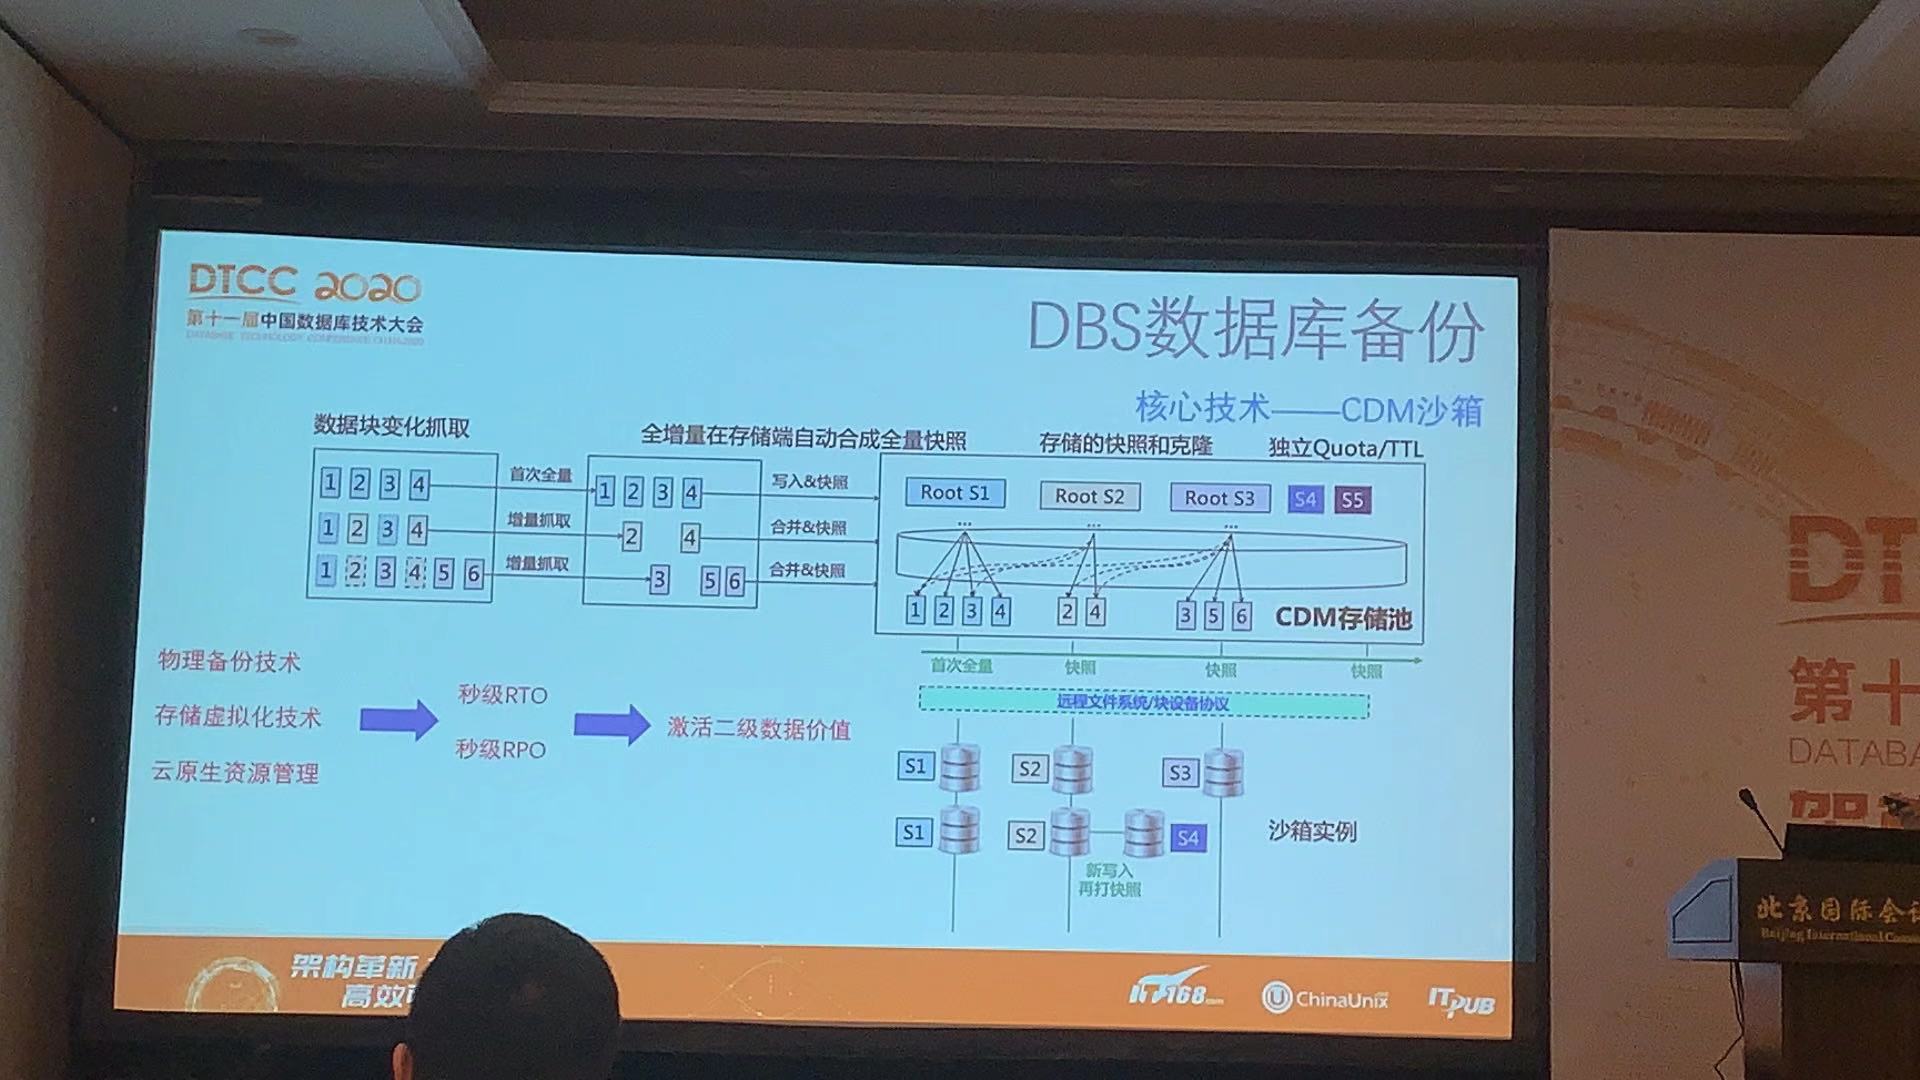 DTCC 2020
第十一届中国数据库技术大会
DATABASE TECHNOLOGY CONFERENCE CHINA 2020
DBS数据库备份
核心技术——CDM沙箱
数据块变化抓取
全增量在存储端自动合成全量快照
存储的快照和克隆
独立Quota/TTL
1 2 3 4
首次全量
1 2 3 4
写入&快照
Root S1
Root S2
Root S3
S4
S5
1 2 3 4
增量抓取
2 4
合并&快照
... ... ...
1 2 3 4 5 6
增量抓取
3 5 6
合并&快照
1 2 3 4
2 4
3 5 6
CDM存储池
首次全量
快照
快照
快照
远程文件系统/块设备协议
物理备份技术
存储虚拟化技术
云原生资源管理
秒级RTO
秒级RPO
激活二级数据价值
S1
S2
S3
S1
S2
S4
沙箱实例
新写入
再打快照
架构革新
高效
IT168.com
ChinaUnix
ITPUB
DT
第十
DATABA
北京国际会
Beijing International